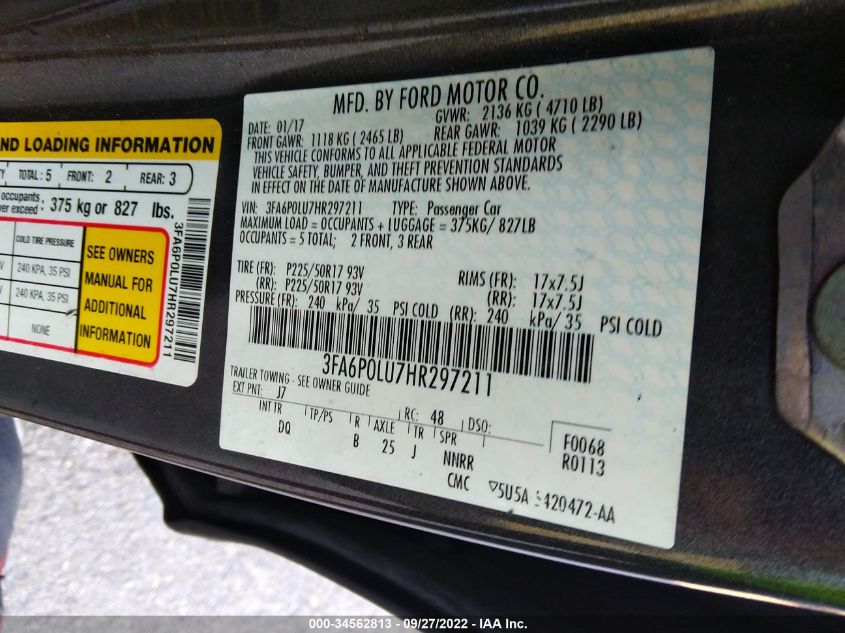 ND LOADING INFORMATION
TY TOTAL: 5 FRONT: 2 REAR: 3
occupants
exceed : 375 kg or 827 lbs.
COLD TIRE PRESSURE
240 KPA, 35 PSI
240 KPA, 35 PSI
NONE
SEE OWNERS
MANUAL FOR
ADDITIONAL
INFORMATION
3FA6P0LU7HR297211
MFD. BY FORD MOTOR CO.
DATE: 01/17 GVWR: 2136 KG ( 4710 LB)
FRONT GAWR: 1118 KG ( 2465 LB) REAR GAWR: 1039 KG ( 2290 LB)
THIS VEHICLE CONFORMS TO ALL APPLICABLE FEDERAL MOTOR
VEHICLE SAFETY, BUMPER, AND THEFT PREVENTION STANDARDS
IN EFFECT ON THE DATE OF MANUFACTURE SHOWN ABOVE.
VIN: 3FA6P0LU7HR297211 TYPE: Passenger Car
MAXIMUM LOAD = OCCUPANTS + LUGGAGE = 375KG/ 827LB
OCCUPANTS = 5 TOTAL; 2 FRONT, 3 REAR
TIRE (FR): P225/50R17 93V RIMS (FR): 17x7.5J
(RR): P225/50R17 93V (RR): 17x7.5J
PRESSURE (FR): 240 kPa/ 35 PSI COLD (RR): 240 kPa/ 35 PSI COLD
3FA6P0LU7HR297211
TRAILER TOWING - SEE OWNER GUIDE
EXT PNT: J7 RC: 48 DSO:
INT TR TP/PS R AXLE TR SPR F0068
DQ B 25 J NNRR R0113
CMC 5U5A 5420472-AA
000-34562813 - 09/27/2022 - IAA Inc.